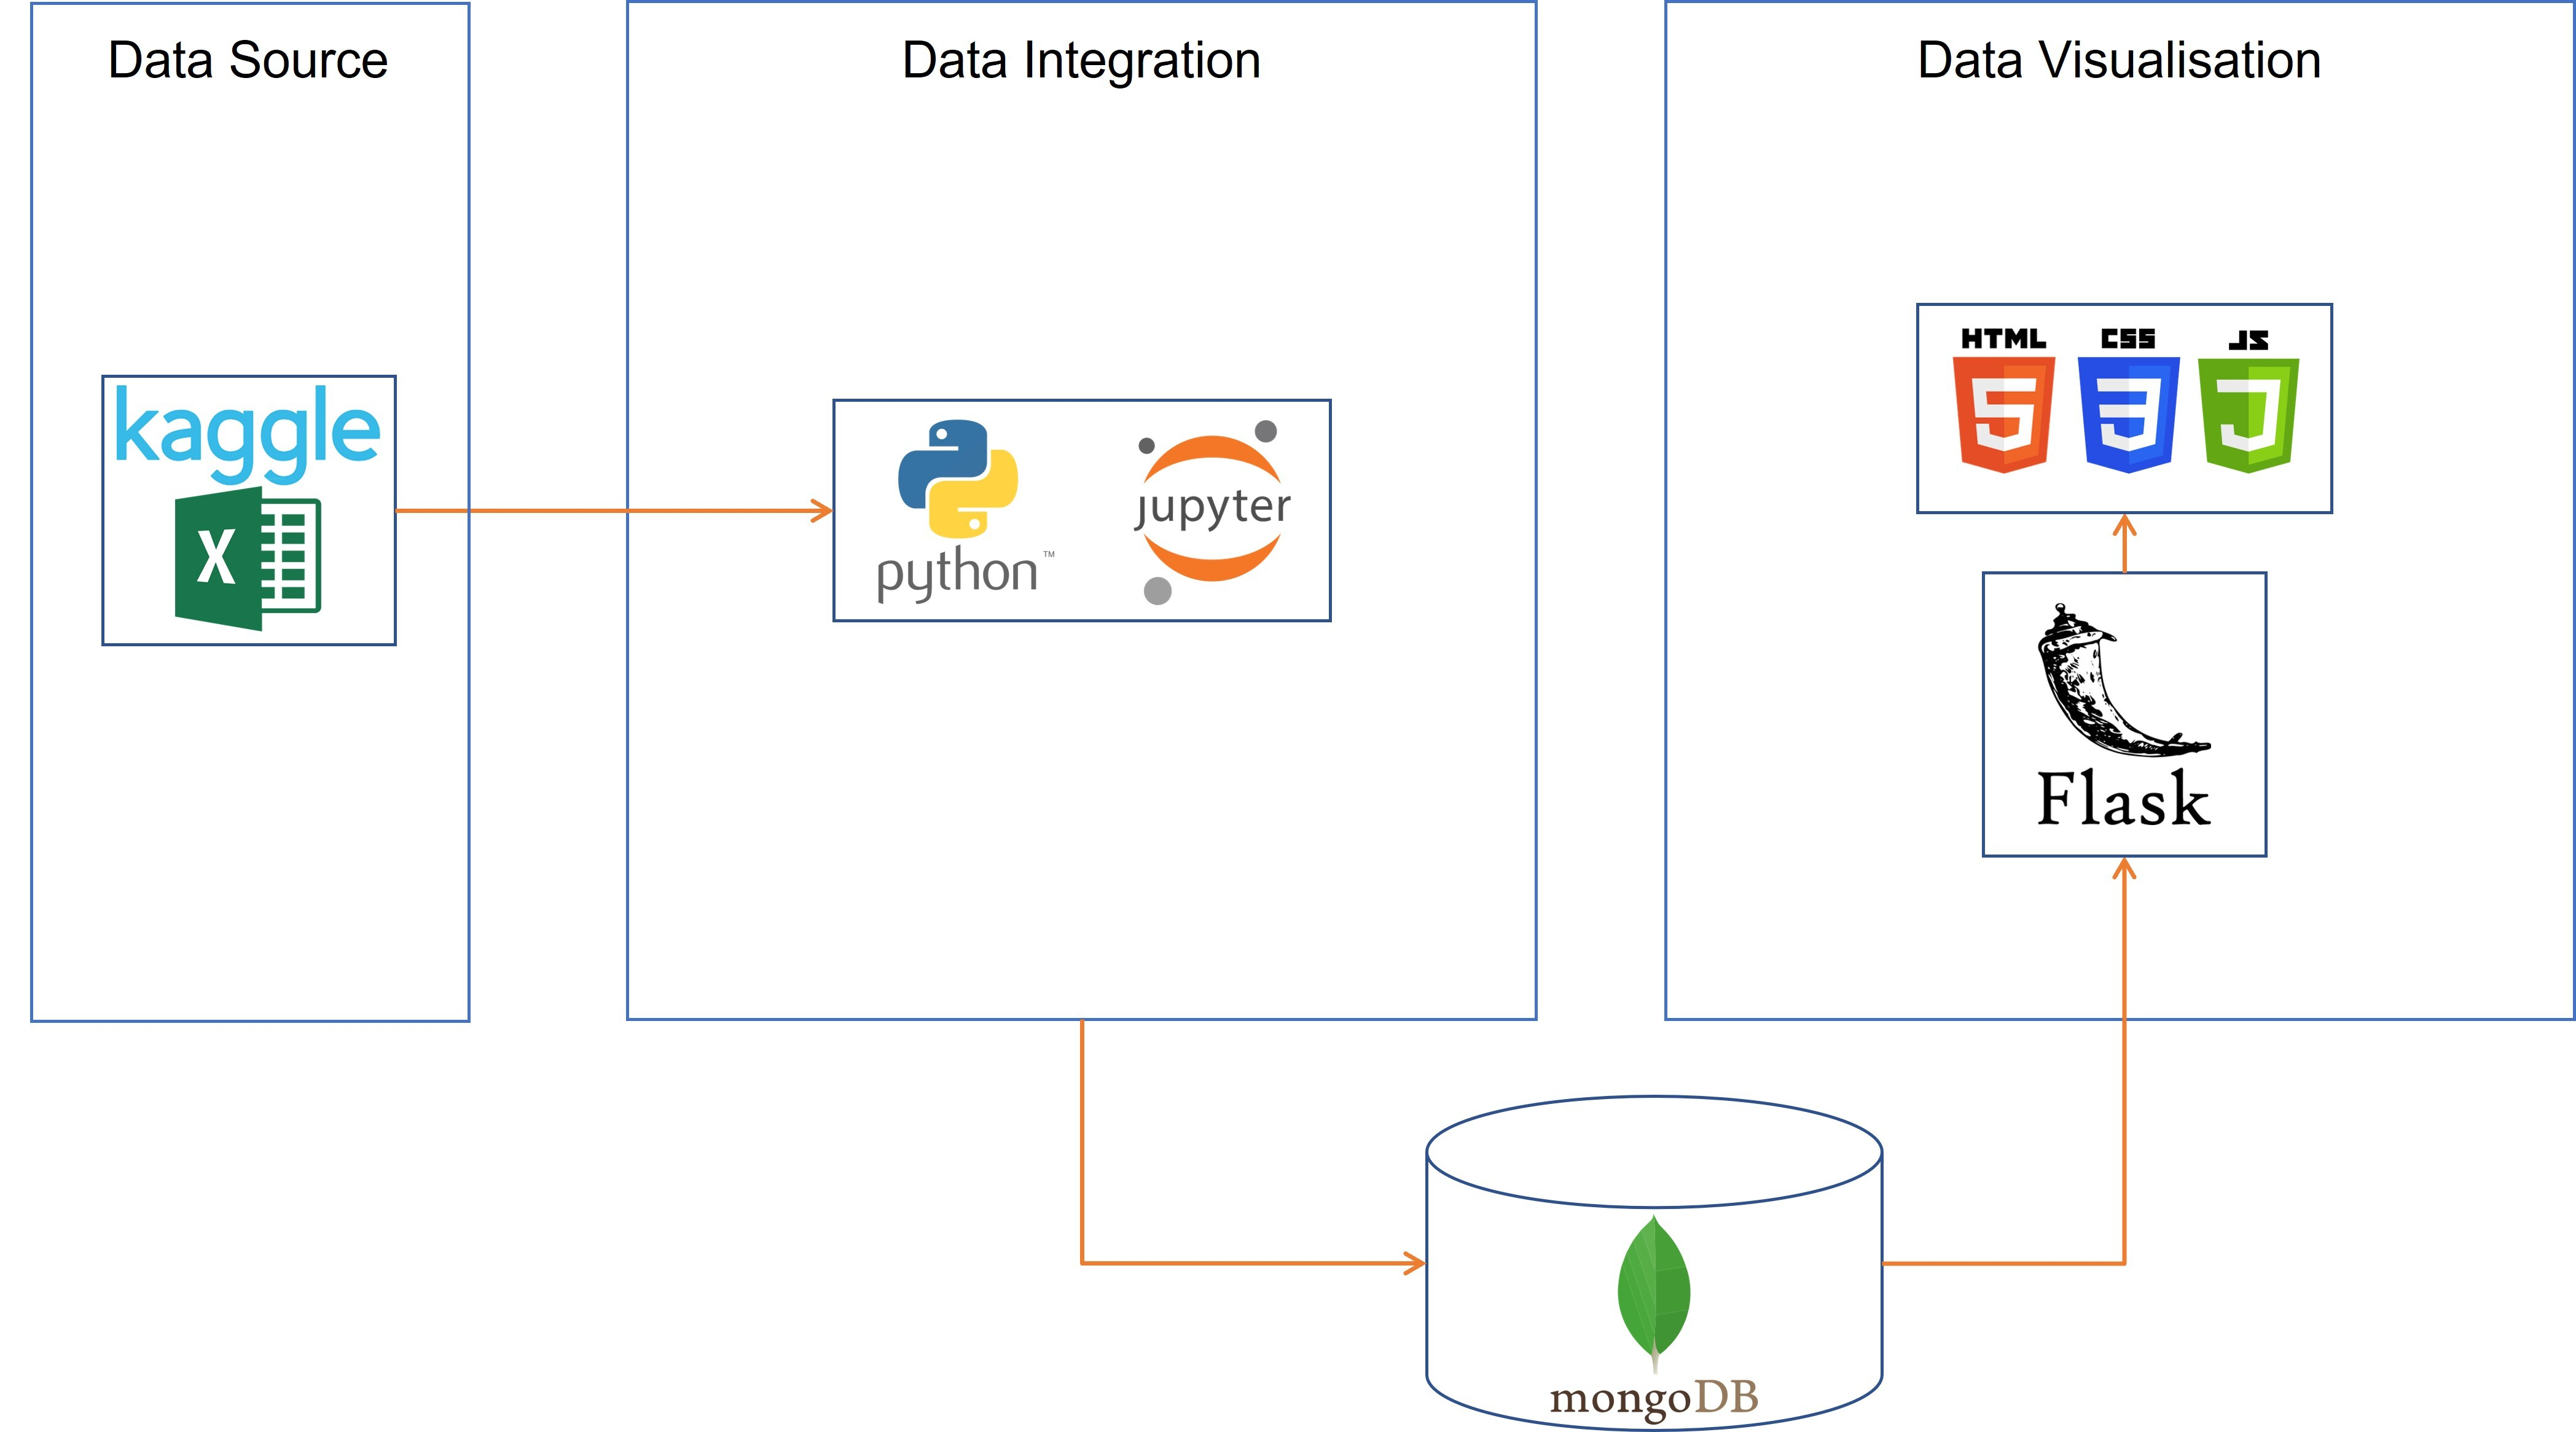 Data Source
Data Integration
Data Visualisation
kaggle
X
python™
jupyter
HTML CSS JS
5 3 J
Flask
mongoDB